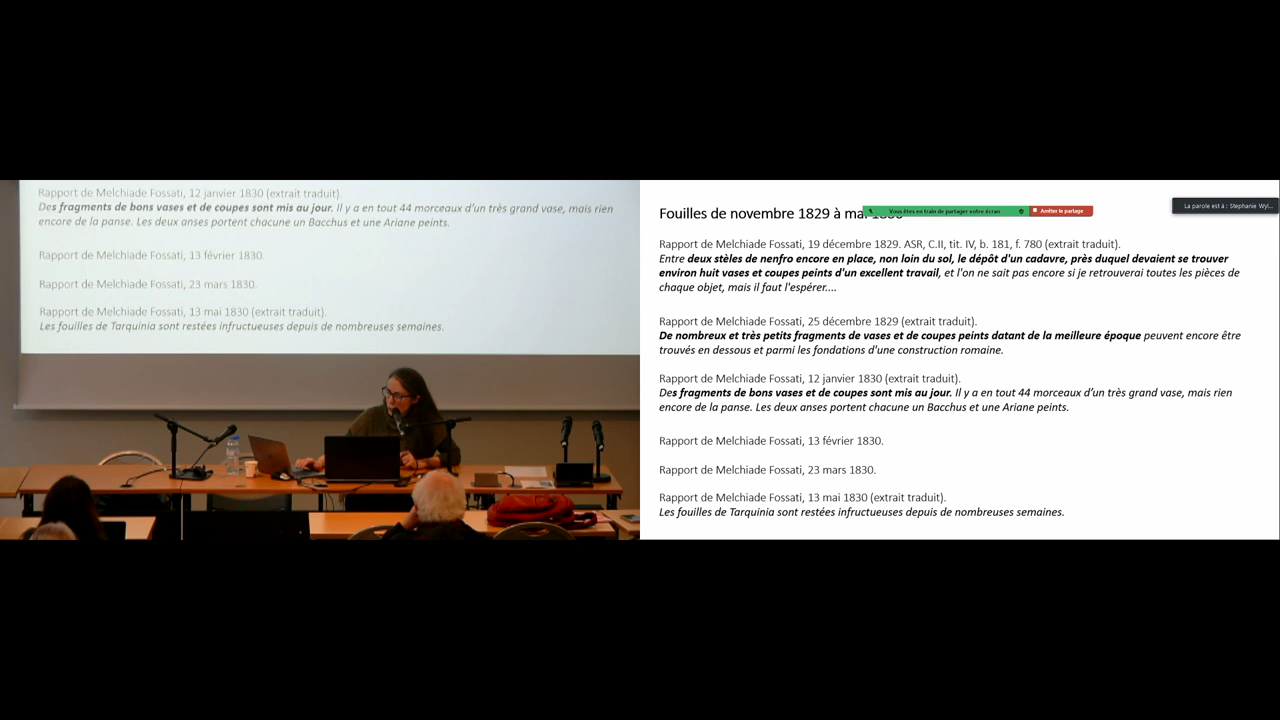 Rapport de Melchiade Fossati, 12 janvier 1830 (extrait traduit).
Des fragments de bons vases et de coupes sont mis au jour. Il y a en tout 44 morceaux d'un très grand vase, mais rien
encore de la panse. Les deux anses portent chacune un Bacchus et une Ariane peints.
Rapport de Melchiade Fossati, 13 février 1830.
Rapport de Melchiade Fossati, 23 mars 1830.
Rapport de Melchiade Fossati, 13 mai 1830 (extrait traduit).
Les fouilles de Tarquinia sont restées infructueuses depuis de nombreuses semaines.
La parole est à : Stephanie Wyl...
Vous êtes en train de partager votre écran
Arrêter le partage
Fouilles de novembre 1829 à mai 1830
Rapport de Melchiade Fossati, 19 décembre 1829. ASR, C.II, tit. IV, b. 181, f. 780 (extrait traduit).
Entre deux stèles de nenfro encore en place, non loin du sol, le dépôt d'un cadavre, près duquel devaient se trouver
environ huit vases et coupes peints d'un excellent travail, et l'on ne sait pas encore si je retrouverai toutes les pièces de
chaque objet, mais il faut l'espérer....
Rapport de Melchiade Fossati, 25 décembre 1829 (extrait traduit).
De nombreux et très petits fragments de vases et de coupes peints datant de la meilleure époque peuvent encore être
trouvés en dessous et parmi les fondations d'une construction romaine.
Rapport de Melchiade Fossati, 12 janvier 1830 (extrait traduit).
Des fragments de bons vases et de coupes sont mis au jour. Il y a en tout 44 morceaux d'un très grand vase, mais rien
encore de la panse. Les deux anses portent chacune un Bacchus et une Ariane peints.
Rapport de Melchiade Fossati, 13 février 1830.
Rapport de Melchiade Fossati, 23 mars 1830.
Rapport de Melchiade Fossati, 13 mai 1830 (extrait traduit).
Les fouilles de Tarquinia sont restées infructueuses depuis de nombreuses semaines.